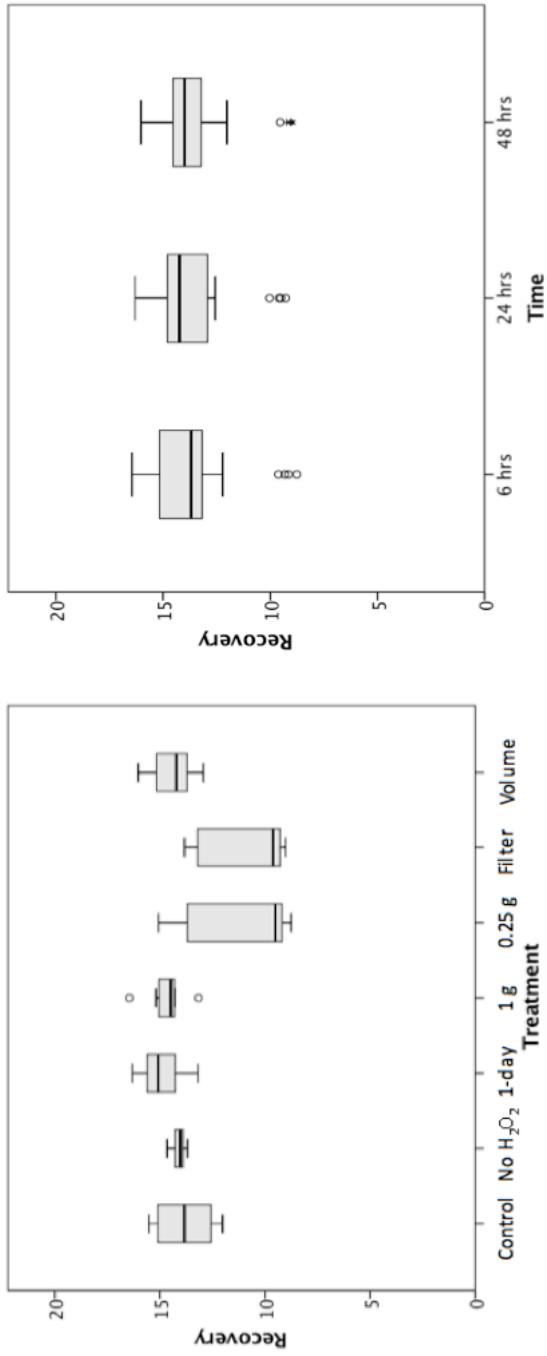 Recovery
20
15
10
5
0
Control No H₂O₂ 1-day 1 g 0.25 g Filter Volume
Treatment
Recovery
20
15
10
5
0
6 hrs 24 hrs 48 hrs
Time